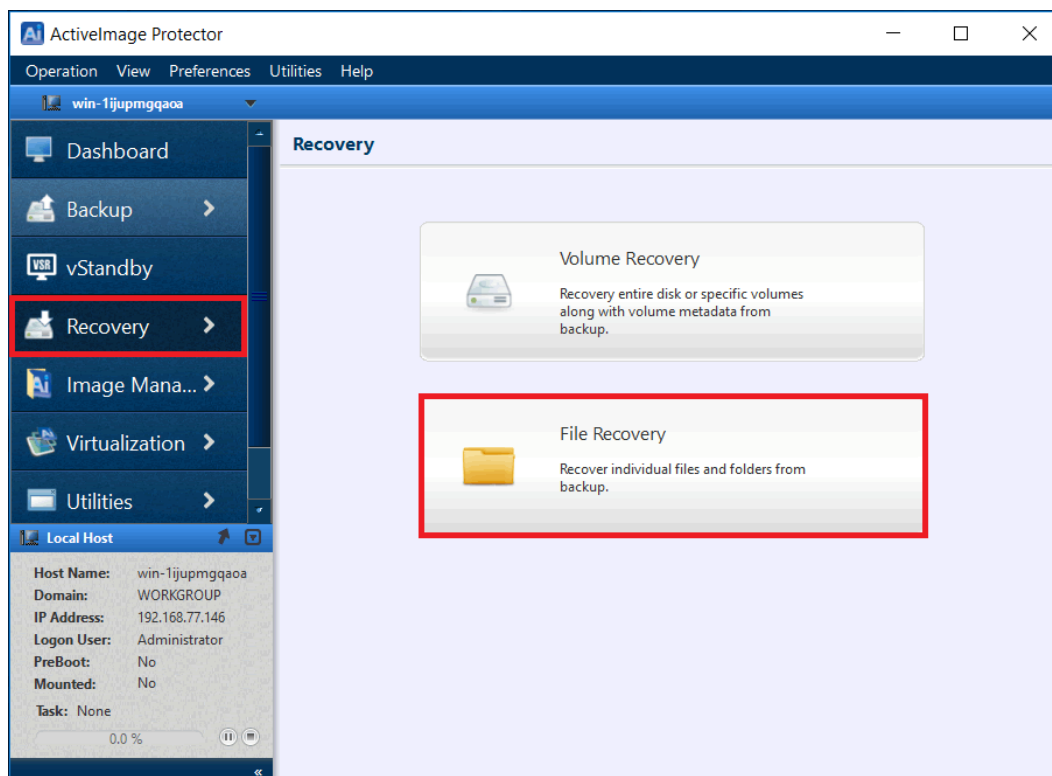 Ai ActiveImage Protector
Operation View Preferences Utilities Help
win-1ijupmgqaoa
Dashboard
Recovery
Backup
VSR vStandby
Recovery
Image Mana...
Virtualization
Utilities
Volume Recovery
Recovery entire disk or specific volumes
along with volume metadata from
backup.
File Recovery
Recover individual files and folders from
backup.
Local Host
Host Name: win-1ijupmgqaoa
Domain: WORKGROUP
IP Address: 192.168.77.146
Logon User: Administrator
PreBoot: No
Mounted: No
Task: None
0.0 %